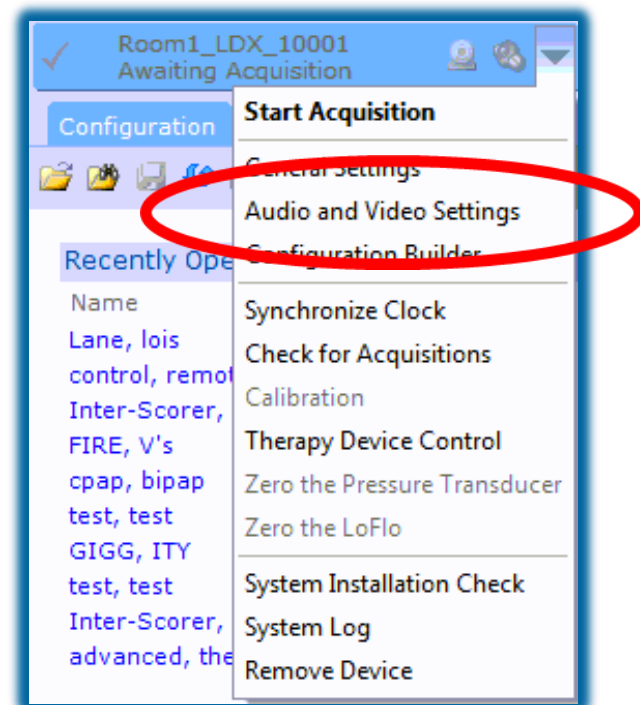 Room1_LDX_10001
Awaiting Acquisition
Configuration
Start Acquisition
General Settings
Audio and Video Settings
Configuration Builder
Synchronize Clock
Check for Acquisitions
Calibration
Therapy Device Control
Zero the Pressure Transducer
Zero the LoFlo
System Installation Check
System Log
Remove Device
Recently Ope
Name
Lane, lois
control, remot
Inter-Scorer,
FIRE, V's
cpap, bipap
test, test
GIGG, ITY
test, test
Inter-Scorer,
advanced, the